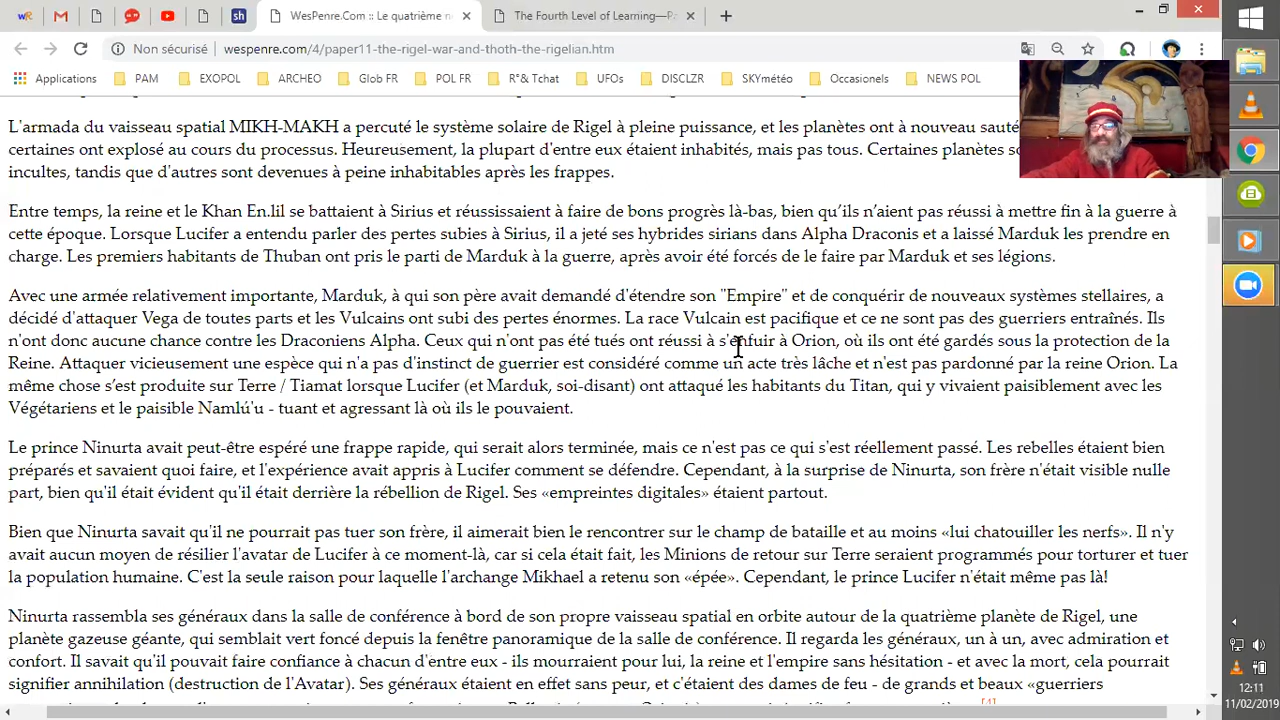 WesPenre.Com :: Le quatrième n
The Fourth Level of Learning—P
Non sécurisé wespenre.com/4/paper11-the-rigel-war-and-thoth-the-rigelian.htm
Applications PAM EXOPOL ARCHEO Glob FR POL FR R°& Tchat UFOs DISCLZR SKYmétéo Occasionels NEWS POL
L'armada du vaisseau spatial MIKH-MAKH a percuté le système solaire de Rigel à pleine puissance, et les planètes ont à nouveau sauté
certaines ont explosé au cours du processus. Heureusement, la plupart d'entre eux étaient inhabités, mais pas tous. Certaines planètes
incultes, tandis que d'autres sont devenues à peine inhabitables après les frappes.
Entre temps, la reine et le Khan En.lil se battaient à Sirius et réussissaient à faire de bons progrès là-bas, bien qu’ils n’aient pas réussi à mettre fin à la guerre à
cette époque. Lorsque Lucifer a entendu parler des pertes subies à Sirius, il a jeté ses hybrides sirians dans Alpha Draconis et a laissé Marduk les prendre en
charge. Les premiers habitants de Thuban ont pris le parti de Marduk à la guerre, après avoir été forcés de le faire par Marduk et ses légions.
Avec une armée relativement importante, Marduk, à qui son père avait demandé d'étendre son "Empire" et de conquérir de nouveaux systèmes stellaires, a
décidé d'attaquer Vega de toutes parts et les Vulcains ont subi des pertes énormes. La race Vulcain est pacifique et ce ne sont pas des guerriers entraînés. Ils
n'ont donc aucune chance contre les Draconiens Alpha. Ceux qui n'ont pas été tués ont réussi à s'enfuir à Orion, où ils ont été gardés sous la protection de la
Reine. Attaquer vicieusement une espèce qui n'a pas d'instinct de guerrier est considéré comme un acte très lâche et n'est pas pardonné par la reine Orion. La
même chose s’est produite sur Terre / Tiamat lorsque Lucifer (et Marduk, soi-disant) ont attaqué les habitants du Titan, qui y vivaient paisiblement avec les
Végétariens et le paisible Namlú'u - tuant et agressant là où ils le pouvaient.
Le prince Ninurta avait peut-être espéré une frappe rapide, qui serait alors terminée, mais ce n'est pas ce qui s'est réellement passé. Les rebelles étaient bien
préparés et savaient quoi faire, et l'expérience avait appris à Lucifer comment se défendre. Cependant, à la surprise de Ninurta, son frère n'était visible nulle
part, bien qu'il était évident qu'il était derrière la rébellion de Rigel. Ses «empreintes digitales» étaient partout.
Bien que Ninurta savait qu'il ne pourrait pas tuer son frère, il aimerait bien le rencontrer sur le champ de bataille et au moins «lui chatouiller les nerfs». Il n'y
avait aucun moyen de résilier l'avatar de Lucifer à ce moment-là, car si cela était fait, les Minions de retour sur Terre seraient programmés pour torturer et tuer
la population humaine. C'est la seule raison pour laquelle l'archange Mikhael a retenu son «épée». Cependant, le prince Lucifer n'était même pas là!
Ninurta rassembla ses généraux dans la salle de conférence à bord de son propre vaisseau spatial en orbite autour de la quatrième planète de Rigel, une
planète gazeuse géante, qui semblait vert foncé depuis la fenêtre panoramique de la salle de conférence. Il regarda les généraux, un à un, avec admiration et
confort. Il savait qu'il pouvait faire confiance à chacun d'entre eux - ils mourraient pour lui, la reine et l'empire sans hésitation - et avec la mort, cela pourrait
signifier annihilation (destruction de l'Avatar). Ses généraux étaient en effet sans peur, et c'étaient des dames de feu - de grands et beaux «guerriers
[4]
12:11
11/02/2019